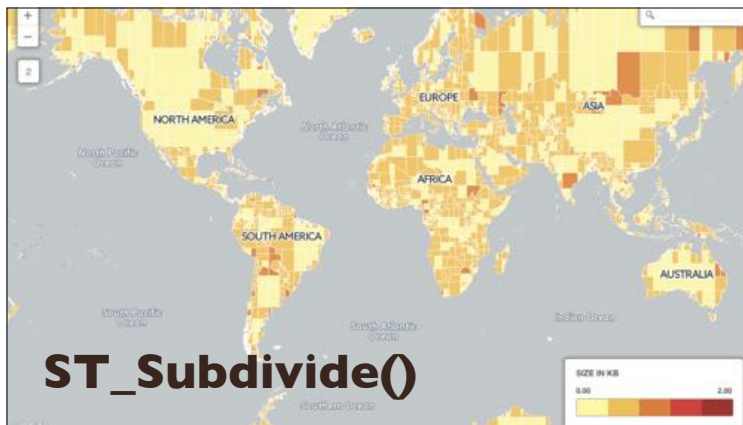 +
−
2
EUROPE
ASIA
NORTH AMERICA
North Atlantic
Ocean
North Pacific
Ocean
AFRICA
SOUTH AMERICA
AUSTRALIA
South Pacific
Ocean
South Atlantic
Ocean
Indian Ocean
ST_Subdivide()
SIZE IN KB
0.00 2.00
Southern Ocean